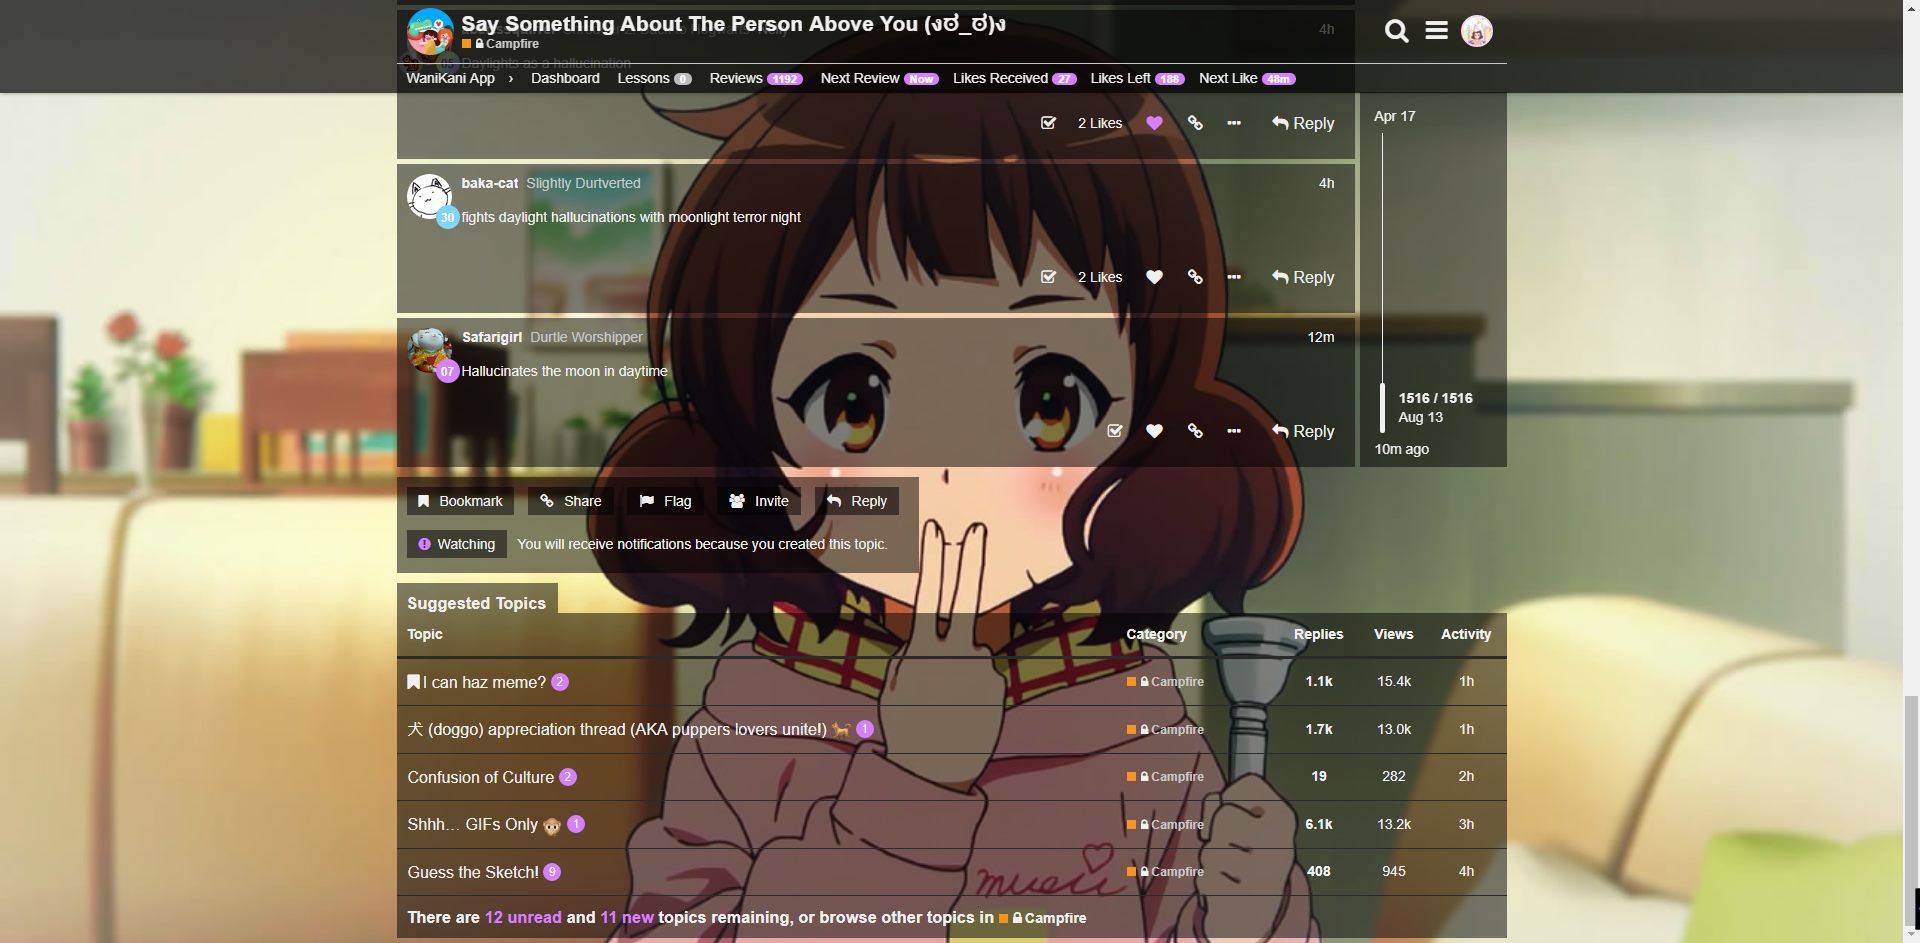 Say Something About The Person Above You (งಠ_ಠ)ง
Campfire
4h
Daylights as a hallucination
WaniKani App › Dashboard Lessons 0 Reviews 1192 Next Review Now Likes Received 27 Likes Left 188 Next Like 48m
2 Likes Reply
Apr 17
baka-cat Slightly Durtverted 4h
30 fights daylight hallucinations with moonlight terror night
2 Likes Reply
Safarigirl Durtle Worshipper 12m
07 Hallucinates the moon in daytime
1516 / 1516
Aug 13
Reply
10m ago
Bookmark Share Flag Invite Reply
Watching You will receive notifications because you created this topic.
Suggested Topics
Topic Category Replies Views Activity
I can haz meme? 2 Campfire 1.1k 15.4k 1h
犬 (doggo) appreciation thread (AKA puppers lovers unite!) 🐕 1 Campfire 1.7k 13.0k 1h
Confusion of Culture 2 Campfire 19 282 2h
Shhh… GIFs Only 🙊 1 Campfire 6.1k 13.2k 3h
Guess the Sketch! 9 Campfire 408 945 4h
There are 12 unread and 11 new topics remaining, or browse other topics in Campfire